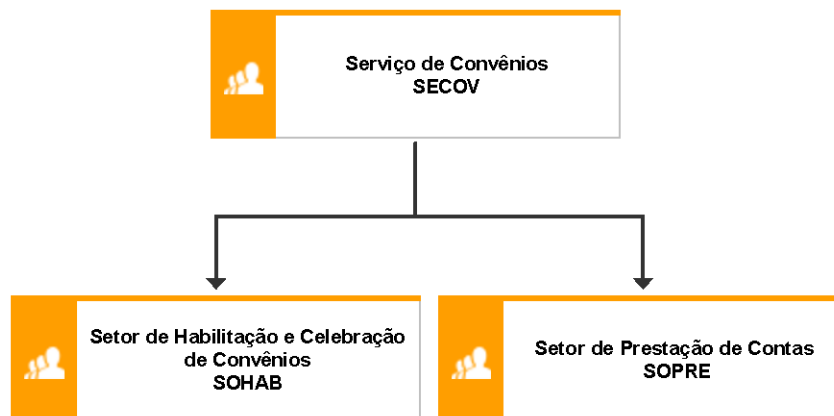 Serviço de Convênios
SECOV
Setor de Habilitação e Celebração
de Convênios
SOHAB
Setor de Prestação de Contas
SOPRE